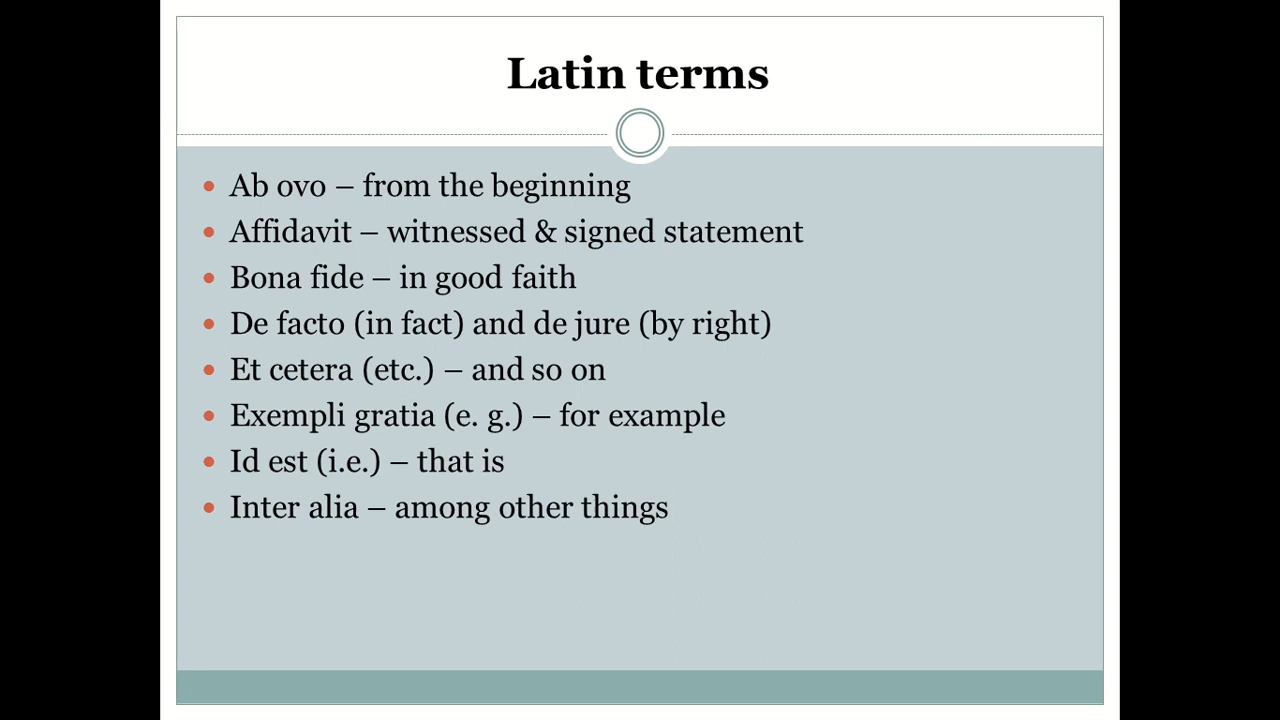 Latin terms
• Ab ovo – from the beginning
• Affidavit – witnessed & signed statement
• Bona fide – in good faith
• De facto (in fact) and de jure (by right)
• Et cetera (etc.) – and so on
• Exempli gratia (e. g.) – for example
• Id est (i.e.) – that is
• Inter alia – among other things